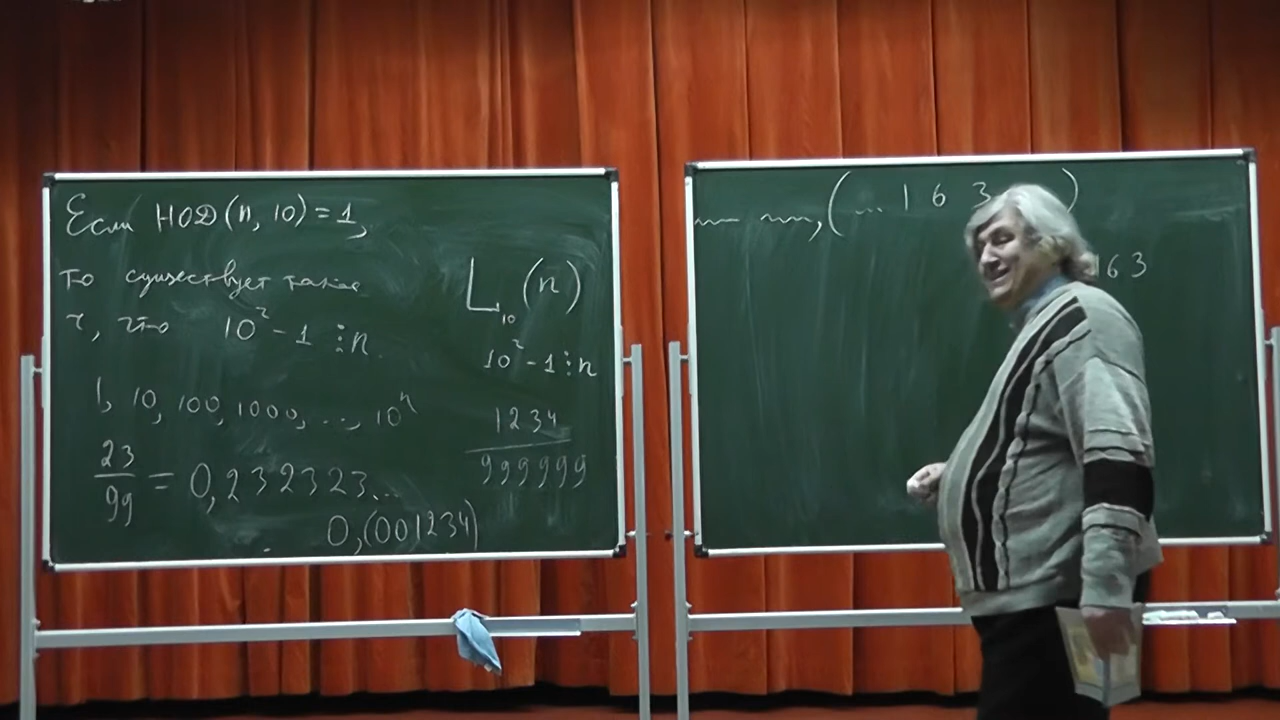 Если НОД(n, 10) = 1,
то существует такое
r, что 10^r - 1 ⋮ n.
1, 10, 100, 1000, ..., 10^n
23/99 = 0,232323...
0,(001234)
L_10 (n)
10^r - 1 ⋮ n
1234/999999
,(... 1 6 3 )
163